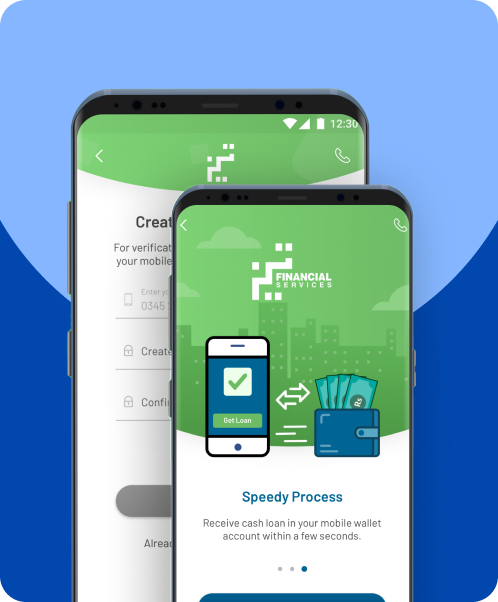 12:30
Creat
For verificat
your mobile
Enter yo
0345
Create
Confi
Alrea
FINANCIAL
SERVICES
Rs
Get Loan
Speedy Process
Receive cash loan in your mobile wallet
account within a few seconds.